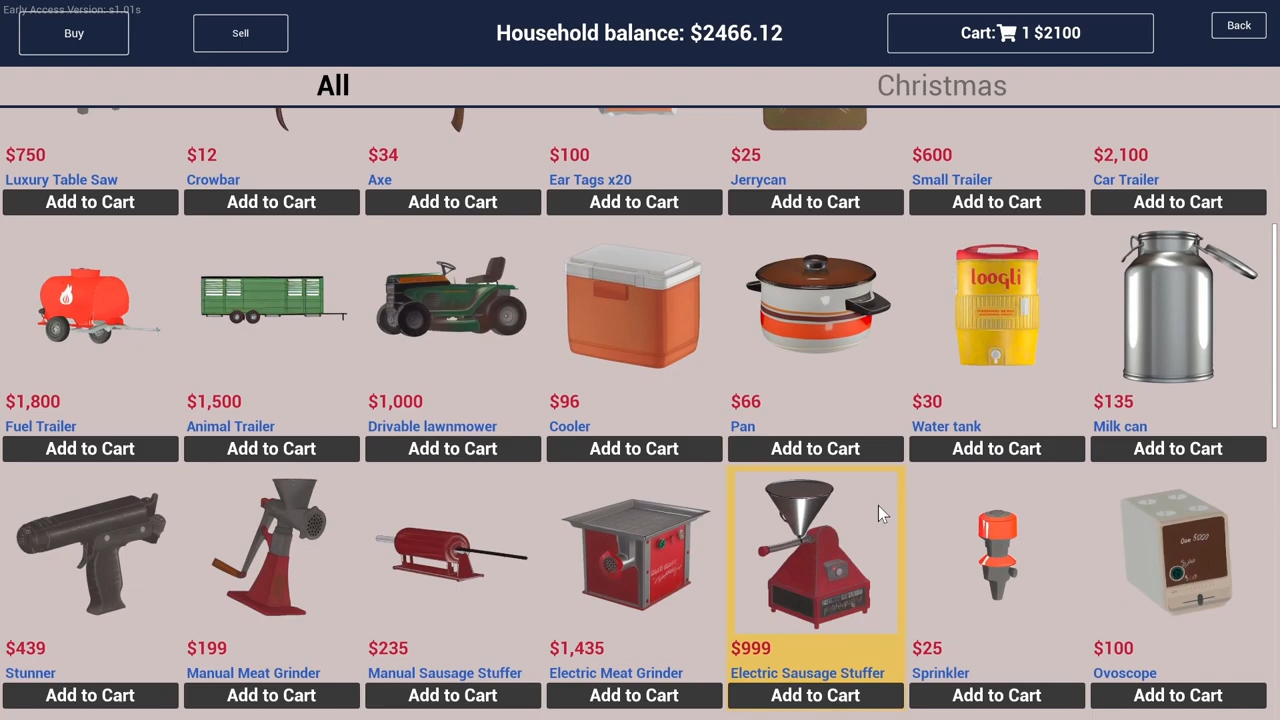 Early Access Version: s1.01s
Buy
Sell
Household balance: $2466.12
Cart: 1 $2100
Back
All
Christmas
$750
$12
$34
$100
$25
$600
$2,100
Luxury Table Saw
Crowbar
Axe
Ear Tags x20
Jerrycan
Small Trailer
Car Trailer
Add to Cart
Add to Cart
Add to Cart
Add to Cart
Add to Cart
Add to Cart
Add to Cart
loogli
$1,800
$1,500
$1,000
$96
$66
$30
$135
Fuel Trailer
Animal Trailer
Drivable lawnmower
Cooler
Pan
Water tank
Milk can
Add to Cart
Add to Cart
Add to Cart
Add to Cart
Add to Cart
Add to Cart
Add to Cart
$439
$199
$235
$1,435
$999
$25
$100
Stunner
Manual Meat Grinder
Manual Sausage Stuffer
Electric Meat Grinder
Electric Sausage Stuffer
Sprinkler
Ovoscope
Add to Cart
Add to Cart
Add to Cart
Add to Cart
Add to Cart
Add to Cart
Add to Cart